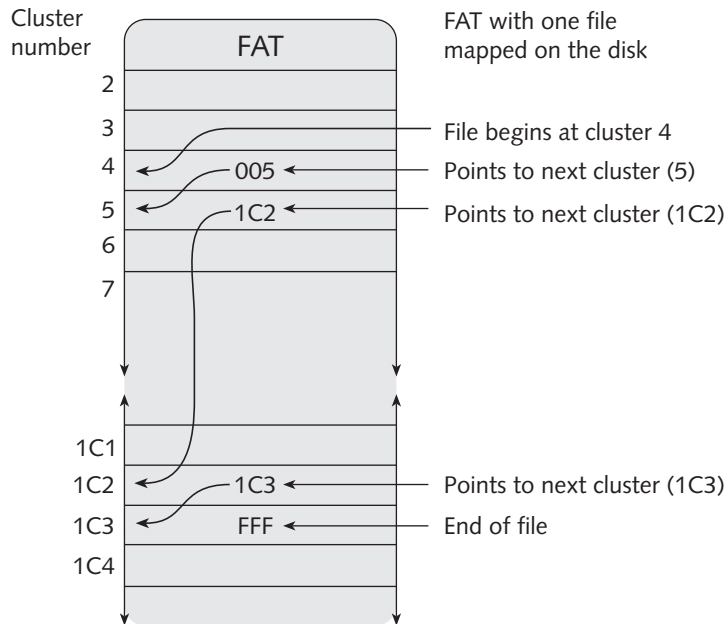 Cluster
number
FAT
FAT with one file
mapped on the disk
2
3
File begins at cluster 4
4
005
Points to next cluster (5)
5
1C2
Points to next cluster (1C2)
6
7
1C1
1C2
1C3
Points to next cluster (1C3)
1C3
FFF
End of file
1C4